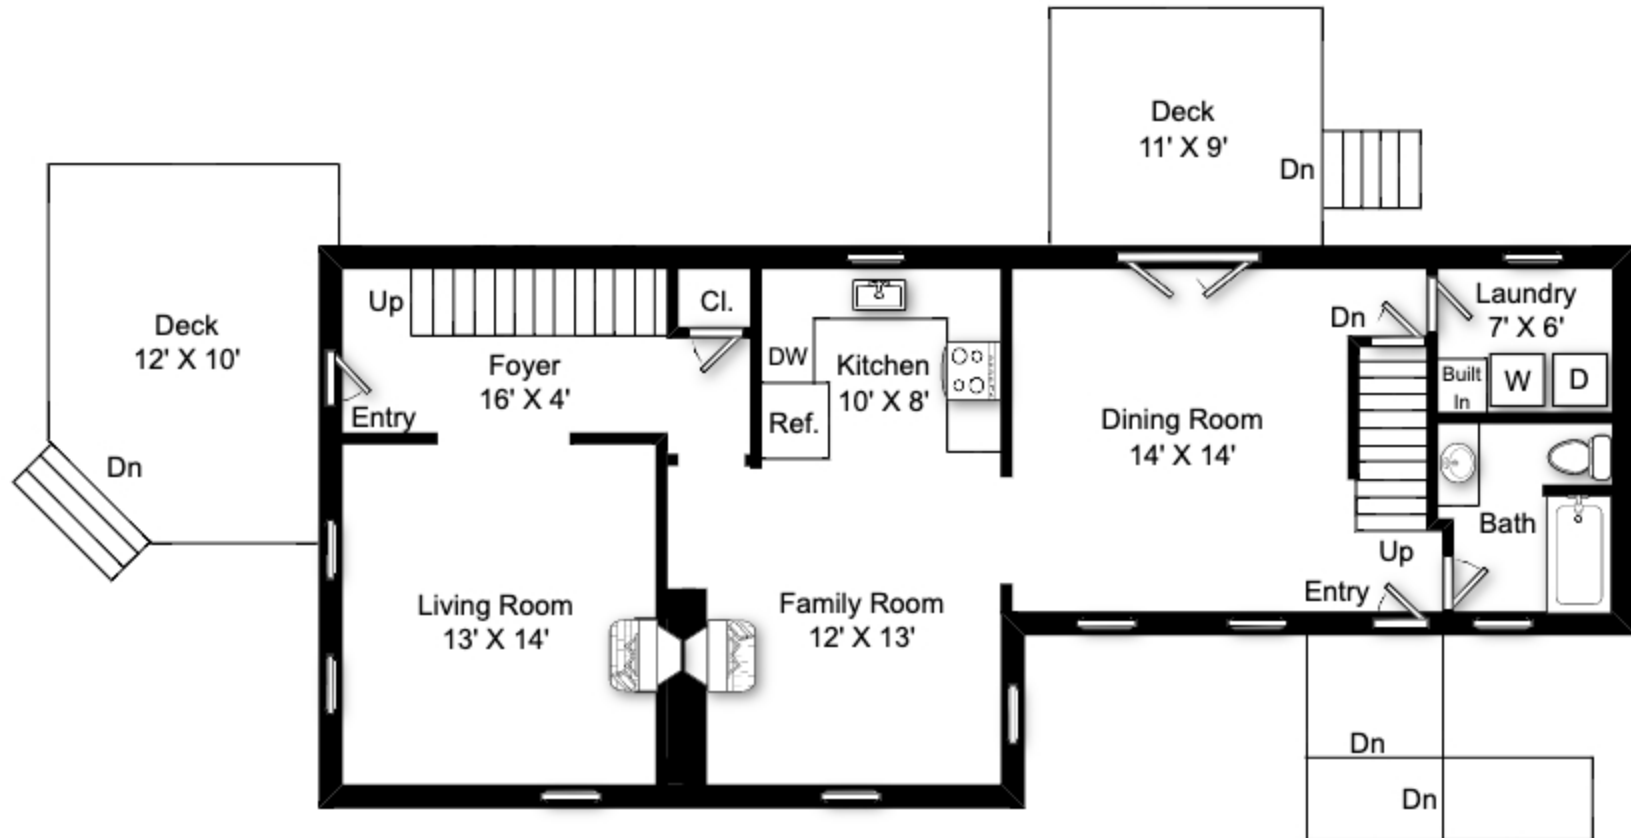 Deck
11' X 9'
Dn
Deck
12' X 10'
Dn
Up
Foyer
16' X 4'
Entry
Cl.
DW
Kitchen
10' X 8'
Ref.
Dining Room
14' X 14'
Dn
Laundry
7' X 6'
Built
In
W
D
Bath
Up
Entry
Living Room
13' X 14'
Family Room
12' X 13'
Dn
Dn